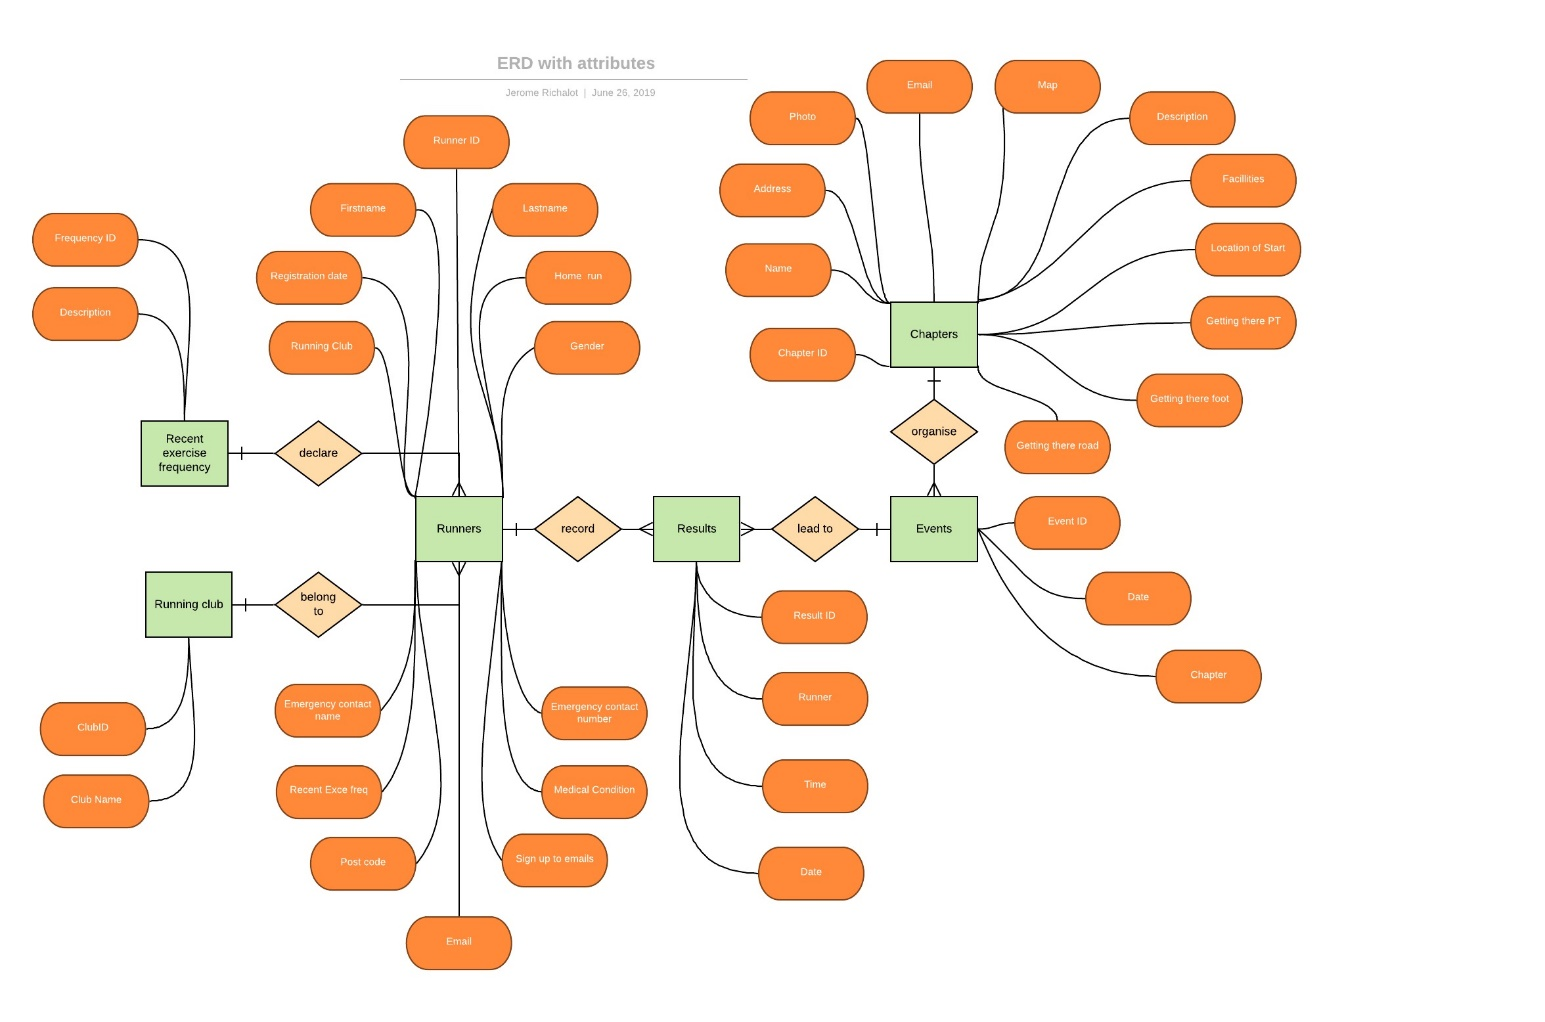 ERD with attributes
Jerome Richalot | June 26, 2019
Email
Map
Photo
Description
Runner ID
Facillities
Address
Firstname
Lastname
Frequency ID
Location of Start
Name
Registration date
Home run
Description
Getting there PT
Chapters
Running Club
Gender
Chapter ID
Getting there foot
organise
Getting there road
Recent
exercise
frequency
declare
Runners
record
Results
lead to
Events
Event ID
Running club
belong
to
Date
Result ID
Chapter
Emergency contact
name
Emergency contact
number
Runner
ClubID
Recent Exce freq
Medical Condition
Time
Club Name
Post code
Sign up to emails
Date
Email